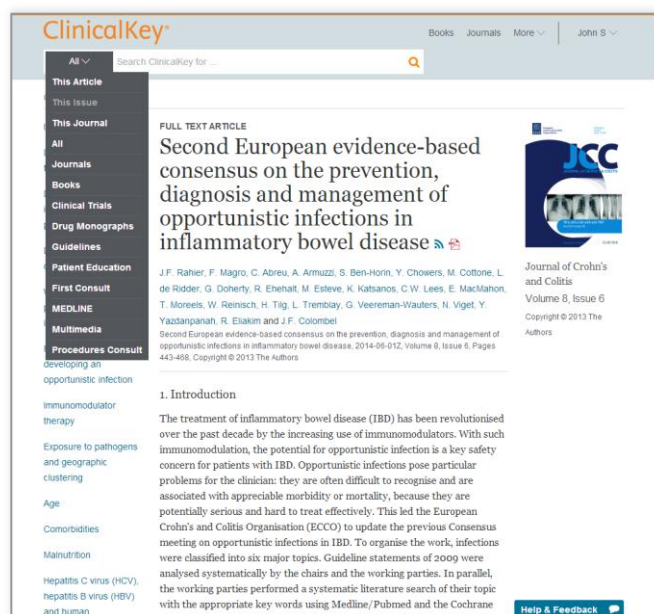 ClinicalKey
Books Journals More John S
All Search ClinicalKey for ...
This Article
This Issue
This Journal
All
Journals
Books
Clinical Trials
Drug Monographs
Guidelines
Patient Education
First Consult
MEDLINE
Multimedia
Procedures Consult
developing an
opportunistic infection
Immunomodulator
therapy
Exposure to pathogens
and geographic
clustering
Age
Comorbidities
Malnutrition
Hepatitis C virus (HCV),
hepatitis B virus (HBV)
and human
FULL TEXT ARTICLE
Second European evidence-based
consensus on the prevention,
diagnosis and management of
opportunistic infections in
inflammatory bowel disease
J.F. Rahier, F. Magro, C. Abreu, A. Armuzzi, S. Ben-Horin, Y. Chowers, M. Cottone, L.
de Ridder, G. Doherty, R. Ehehalt, M. Esteve, K. Katsanos, C.W. Lees, E. MacMahon,
T. Moreels, W. Reinisch, H. Tilg, L. Tremblay, G. Veereman-Wauters, N. Viget, Y.
Yazdanpanah, R. Eliakim and J.F. Colombel
Second European evidence-based consensus on the prevention, diagnosis and management of
opportunistic infections in inflammatory bowel disease, 2014-06-01Z, Volume 8, Issue 6, Pages
443-468, Copyright © 2013 The Authors
1. Introduction
The treatment of inflammatory bowel disease (IBD) has been revolutionised
over the past decade by the increasing use of immunomodulators. With such
immunomodulation, the potential for opportunistic infection is a key safety
concern for patients with IBD. Opportunistic infections pose particular
problems for the clinician: they are often difficult to recognise and are
associated with appreciable morbidity or mortality, because they are
potentially serious and hard to treat effectively. This led the European
Crohn's and Colitis Organisation (ECCO) to update the previous Consensus
meeting on opportunistic infections in IBD. To organise the work, infections
were classified into six major topics. Guideline statements of 2009 were
analysed systematically by the chairs and the working parties. In parallel,
the working parties performed a systematic literature search of their topic
with the appropriate key words using Medline/Pubmed and the Cochrane
JCC
Journal of Crohn's
and Colitis
Volume 8, Issue 6
Copyright © 2013 The
Authors
Help & Feedback